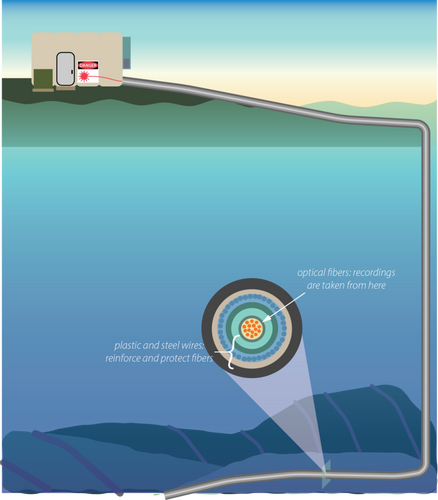 DANGER
optical fibers: recordings
are taken from here
plastic and steel wires:
reinforce and protect fibers